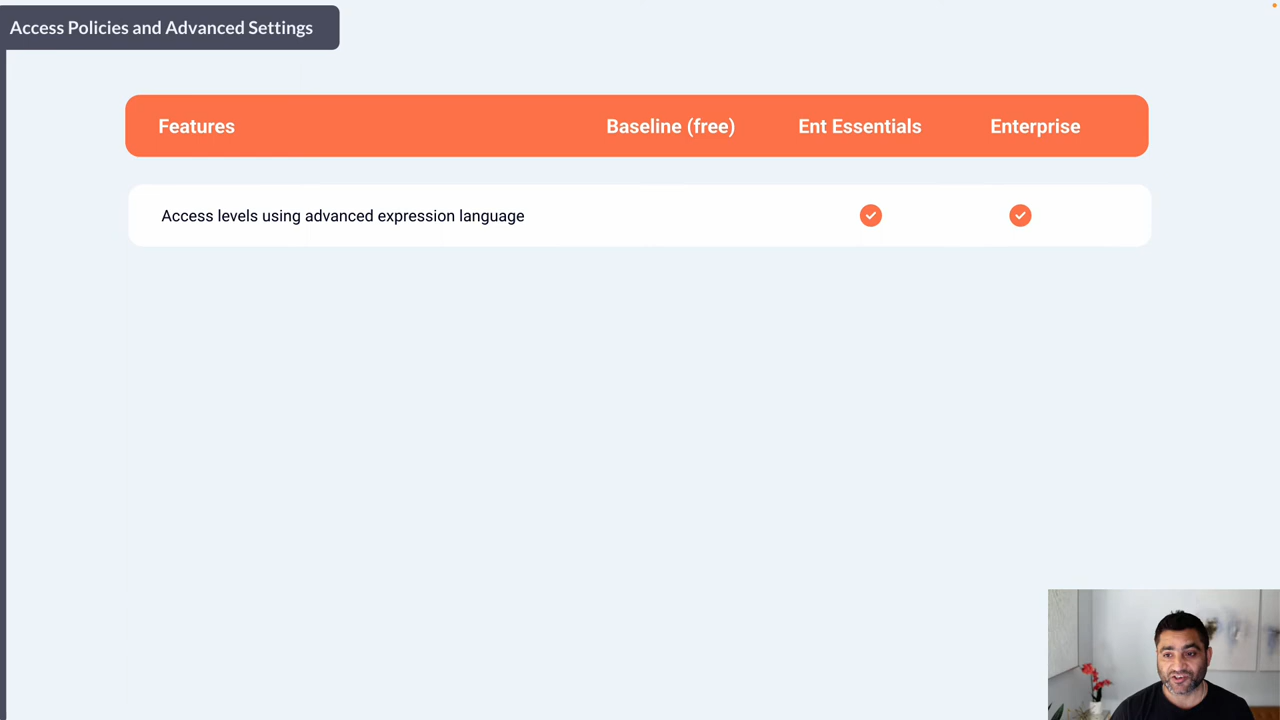 Access Policies and Advanced Settings
Features Baseline (free) Ent Essentials Enterprise
Access levels using advanced expression language